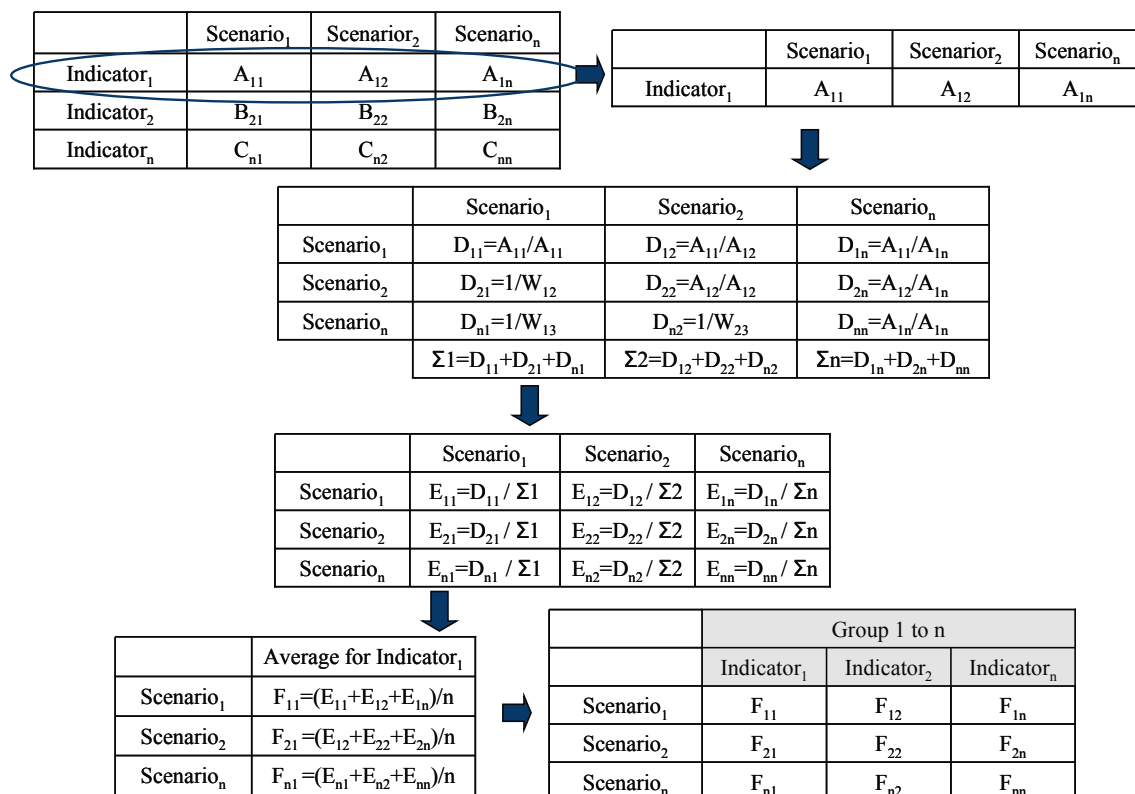 Scenario₁ Scenarior₂ Scenarioₙ
Indicator₁ A₁₁ A₁₂ A₁ₙ
Indicator₂ B₂₁ B₂₂ B₂ₙ
Indicatorₙ Cₙ₁ Cₙ₂ Cₙₙ
Scenario₁ Scenarior₂ Scenarioₙ
Indicator₁ A₁₁ A₁₂ A₁ₙ
Scenario₁ Scenario₂ Scenarioₙ
Scenario₁ D₁₁=A₁₁/A₁₁ D₁₂=A₁₁/A₁₂ D₁ₙ=A₁₁/A₁ₙ
Scenario₂ D₂₁=1/W₁₂ D₂₂=A₁₂/A₁₂ D₂ₙ=A₁₂/A₁ₙ
Scenarioₙ Dₙ₁=1/W₁₃ Dₙ₂=1/W₂₃ Dₙₙ=A₁ₙ/A₁ₙ
Σ1=D₁₁+D₂₁+Dₙ₁ Σ2=D₁₂+D₂₂+Dₙ₂ Σn=D₁ₙ+D₂ₙ+Dₙₙ
Scenario₁ Scenario₂ Scenarioₙ
Scenario₁ E₁₁=D₁₁ / Σ1 E₁₂=D₁₂ / Σ2 E₁ₙ=D₁ₙ / Σn
Scenario₂ E₂₁=D₂₁ / Σ1 E₂₂=D₂₂ / Σ2 E₂ₙ=D₂ₙ / Σn
Scenarioₙ Eₙ₁=Dₙ₁ / Σ1 Eₙ₂=Dₙ₂ / Σ2 Eₙₙ=Dₙₙ / Σn
Average for Indicator₁
Scenario₁ F₁₁=(E₁₁+E₁₂+E₁ₙ)/n
Scenario₂ F₂₁=(E₁₂+E₂₂+E₂ₙ)/n
Scenarioₙ Fₙ₁=(Eₙ₁+Eₙ₂+Eₙₙ)/n
Group 1 to n
Indicator₁ Indicator₂ Indicatorₙ
Scenario₁ F₁₁ F₁₂ F₁ₙ
Scenario₂ F₂₁ F₂₂ F₂ₙ
Scenarioₙ Fₙ₁ Fₙ₂ Fₙₙ